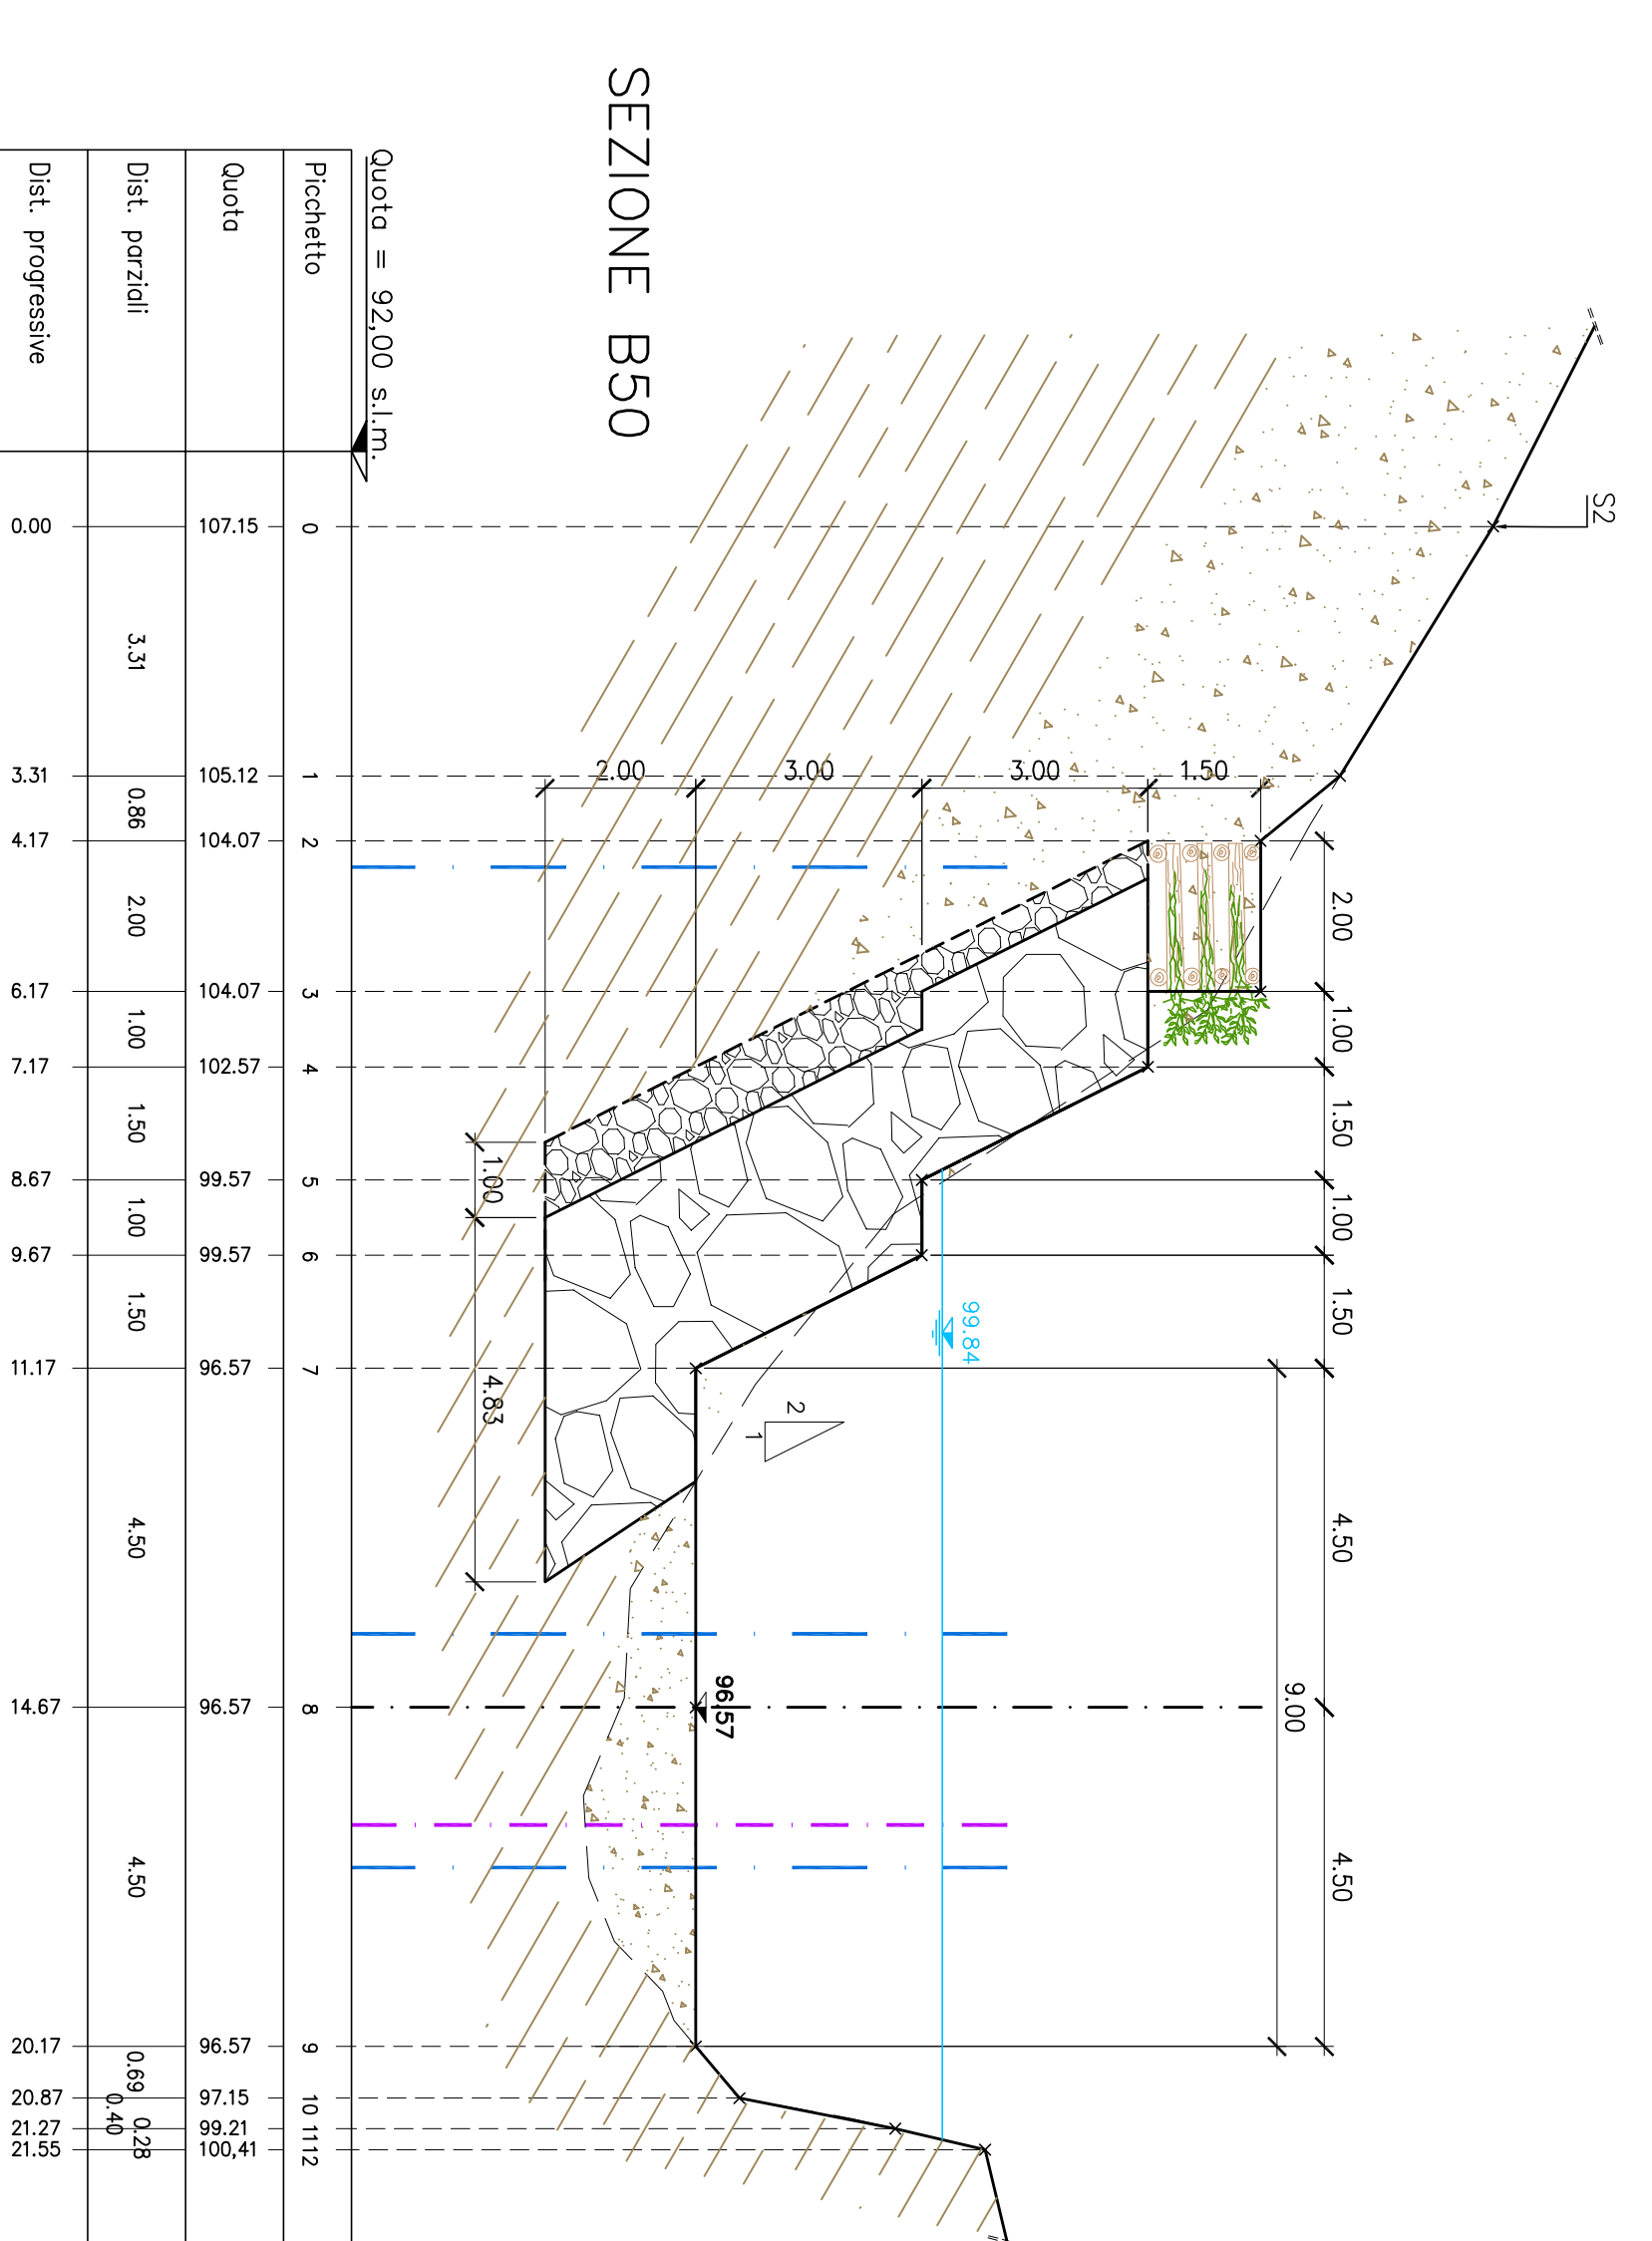 S2
2.00 1.00 1.50 1.00 1.50 4.50 4.50
9.00
1.50
3.00
3.00
2.00
99.84
2
1
96.57
1.00 4.83
SEZIONE B50
Quota = 92,00 s.l.m.
Picchetto 0 1 2 3 4 5 6 7 8 9 10 11 12
Quota 107.15 105.12 104.07 104.07 102.57 99.57 99.57 96.57 96.57 96.57 97.15 99.21 100,41
Dist. parziali 3.31 0.86 2.00 1.00 1.50 1.00 1.50 4.50 4.50 0.69 0.40 0.28
Dist. progressive 0.00 3.31 4.17 6.17 7.17 8.67 9.67 11.17 14.67 20.17 20.87 21.27 21.55